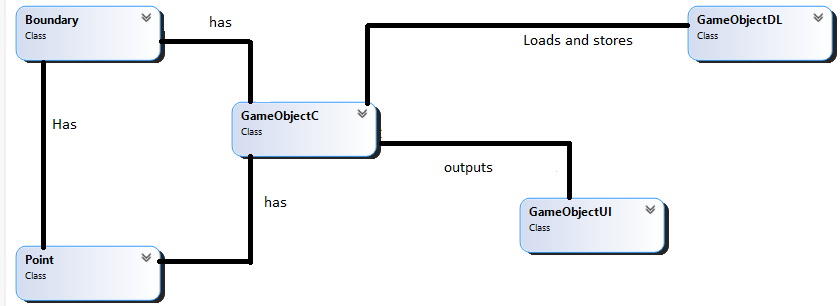 Boundary
Class
has
GameObjectDL
Class
Loads and stores
Has
GameObjectC
Class
outputs
has
GameObjectUI
Class
Point
Class